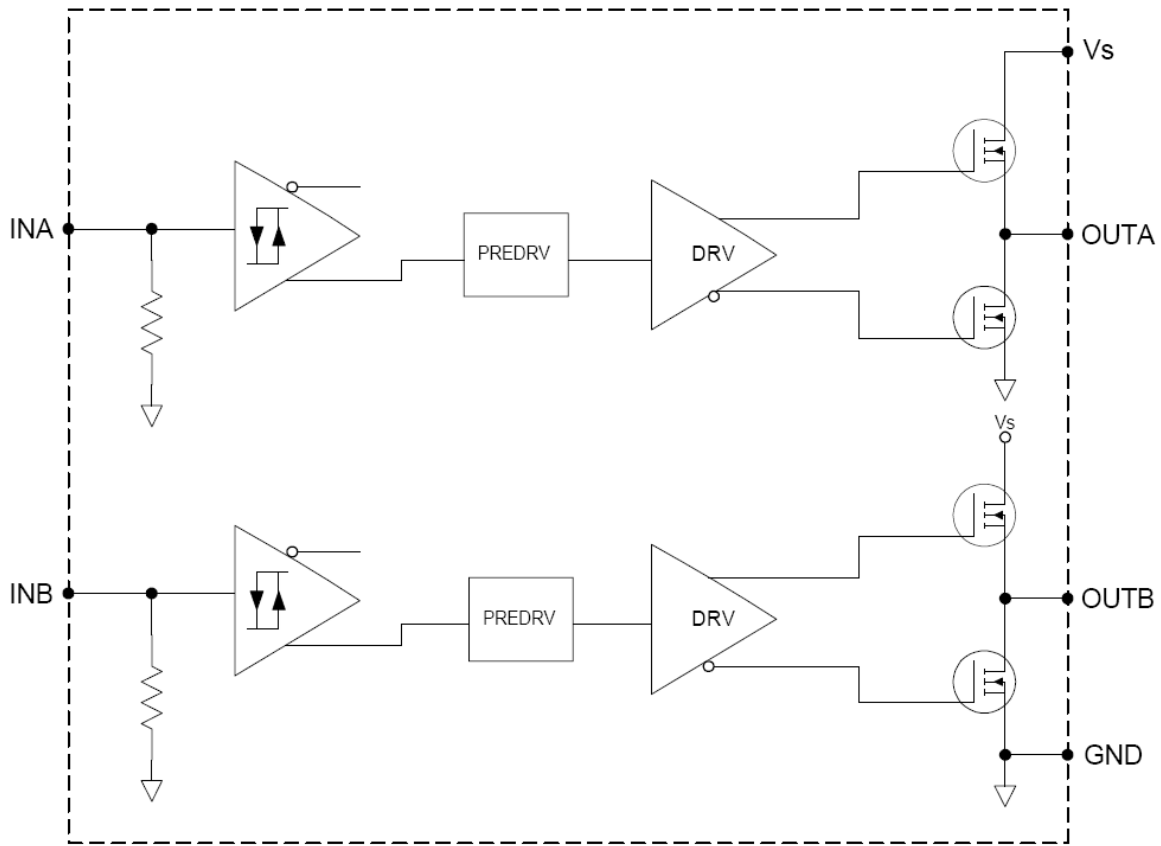 Vs
INA
PREDRV
DRV
OUTA
Vs
INB
PREDRV
DRV
OUTB
GND